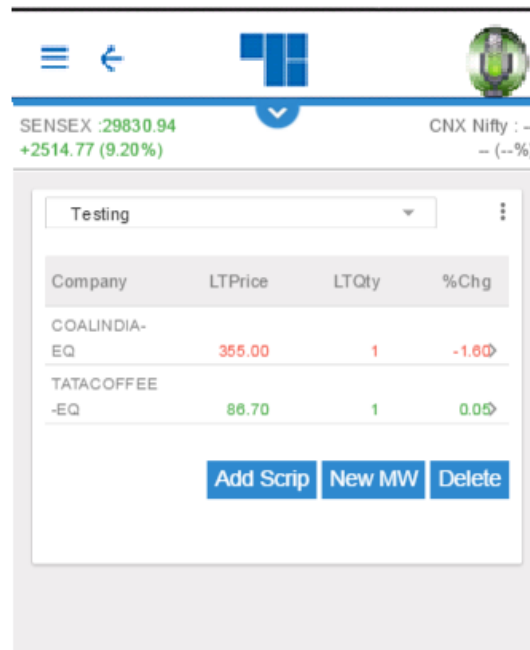 SENSEX :29830.94
+2514.77 (9.20%)
CNX Nifty : -
-- (--%)
Testing
Company LTPrice LTQty %Chg
COALINDIA-
EQ 355.00 1 -1.60
TATACOFFEE
-EQ 86.70 1 0.05
Add Scrip New MW Delete